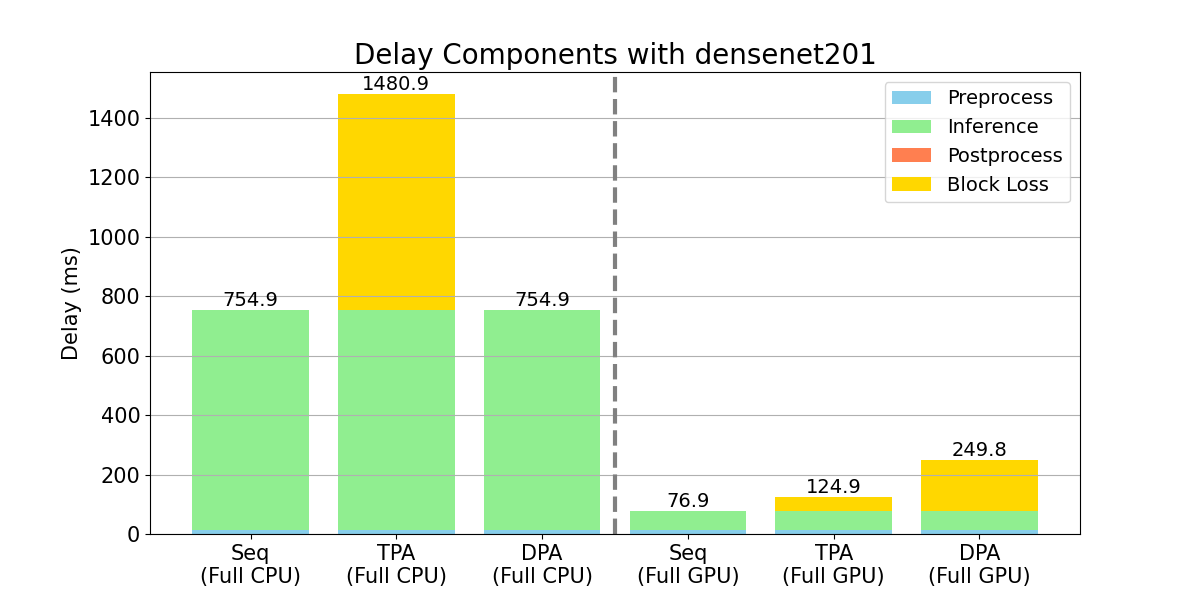 Delay Components with densenet201
Delay (ms)
1400
1200
1000
800
600
400
200
0
754.9
1480.9
754.9
76.9
124.9
249.8
Preprocess
Inference
Postprocess
Block Loss
Seq
(Full CPU)
TPA
(Full CPU)
DPA
(Full CPU)
Seq
(Full GPU)
TPA
(Full GPU)
DPA
(Full GPU)